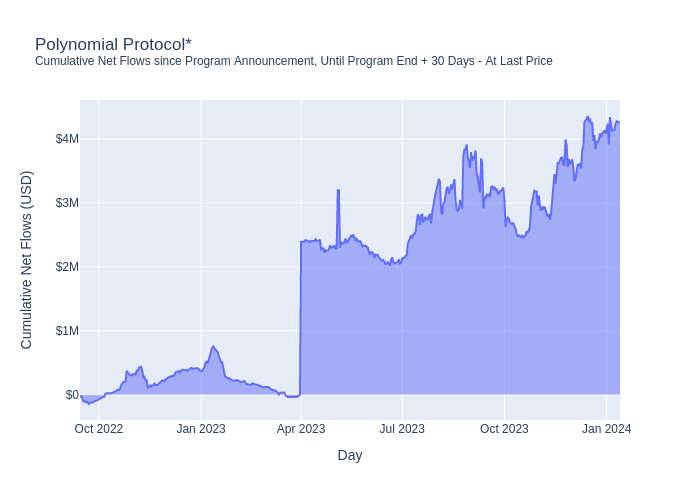 Polynomial Protocol*
Cumulative Net Flows since Program Announcement, Until Program End + 30 Days - At Last Price
Cumulative Net Flows (USD)
$4M
$3M
$2M
$1M
$0
Oct 2022 Jan 2023 Apr 2023 Jul 2023 Oct 2023 Jan 2024
Day